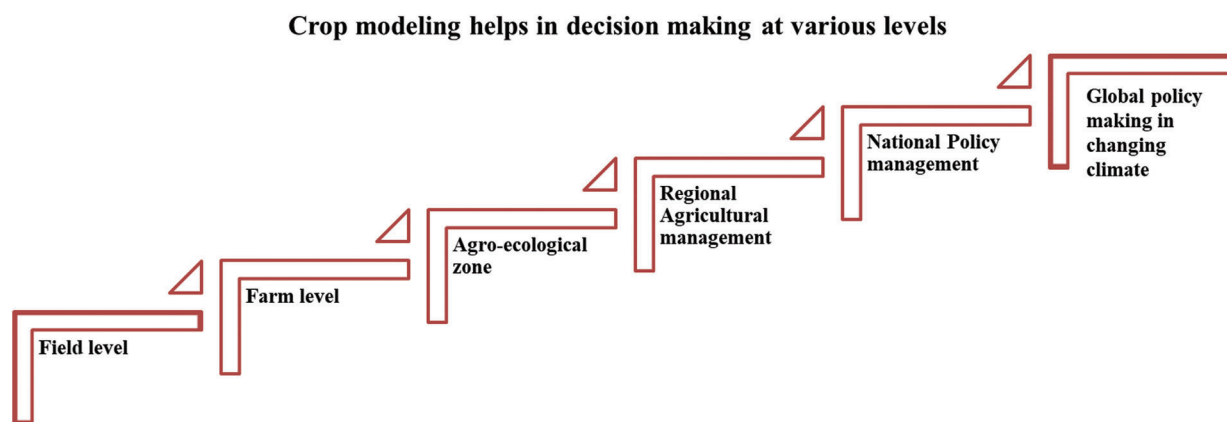 Crop modeling helps in decision making at various levels
Field level
Farm level
Agro-ecological
zone
Regional
Agricultural
management
National Policy
management
Global policy
making in
changing
climate